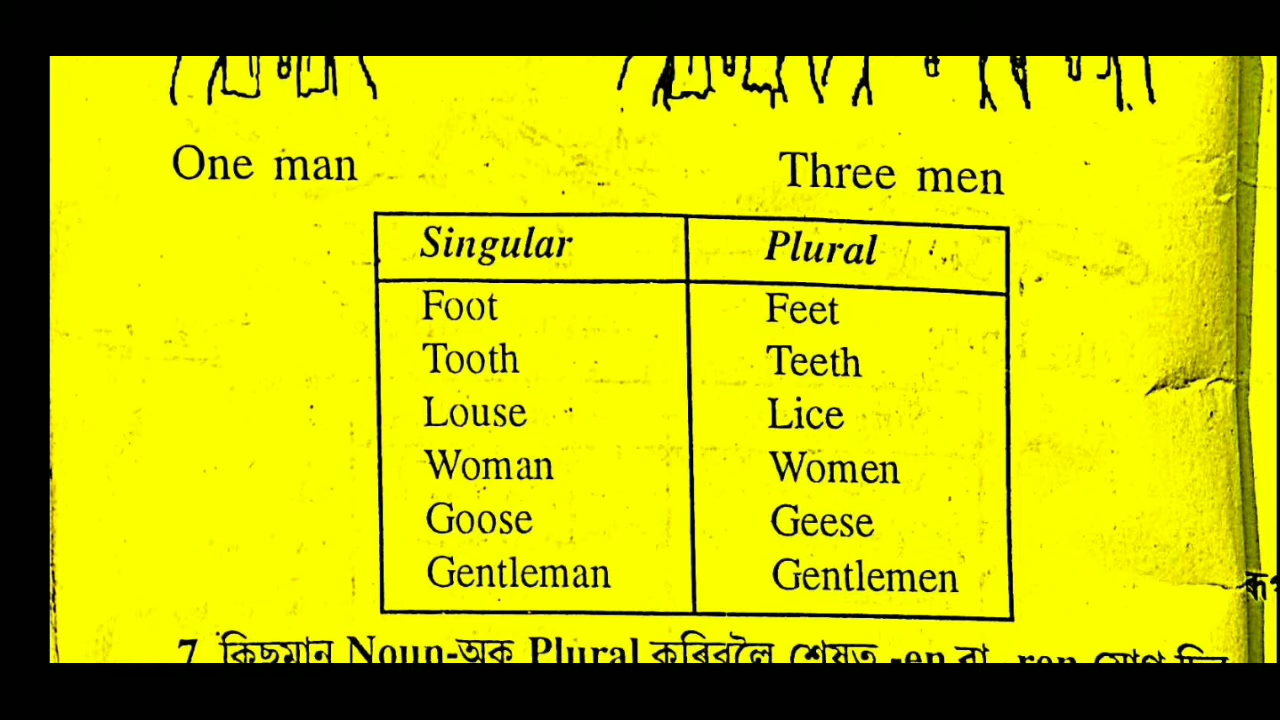 One man Three men
Singular Plural
Foot Feet
Tooth Teeth
Louse Lice
Woman Women
Goose Geese
Gentleman Gentlemen
7. কিছুমান Noun-অক Plural কৰিবলৈ শেষত -en বা -ren যোগ দিব